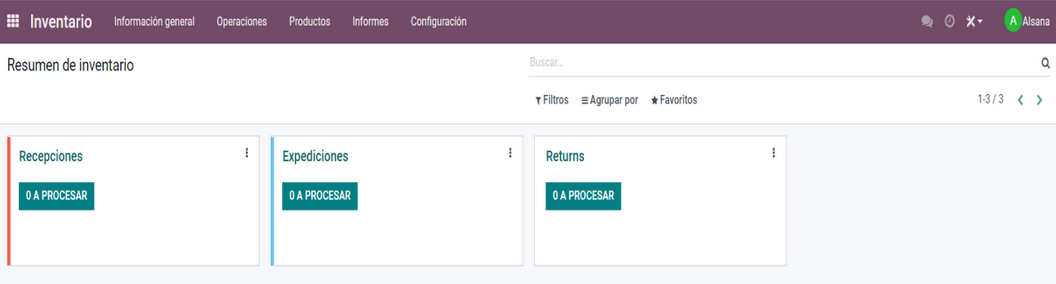 Inventario Información general Operaciones Productos Informes Configuración A Alsana
Resumen de inventario Buscar...
Filtros Agrupar por Favoritos 1-3 / 3
Recepciones Expediciones Returns
0 A PROCESAR 0 A PROCESAR 0 A PROCESAR